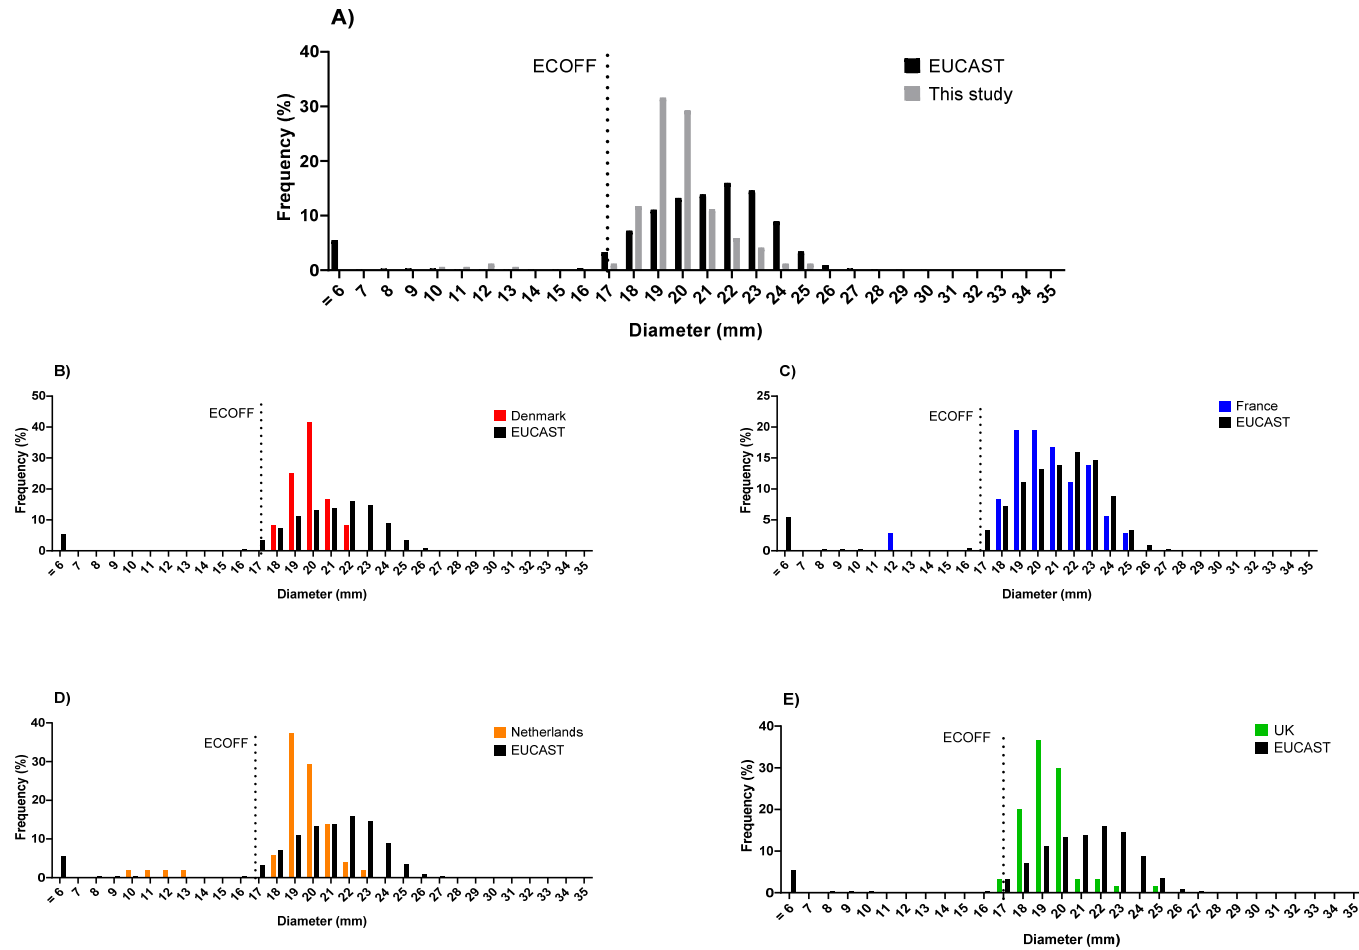 A)
ECOFF
EUCAST
This study
Frequency (%)
40
30
20
10
0
= 6 7 8 9 10 11 12 13 14 15 16 17 18 19 20 21 22 23 24 25 26 27 28 29 30 31 32 33 34 35
Diameter (mm)
B)
ECOFF
Denmark
EUCAST
Frequency (%)
50
40
30
20
10
0
= 6 7 8 9 10 11 12 13 14 15 16 17 18 19 20 21 22 23 24 25 26 27 28 29 30 31 32 33 34 35
Diameter (mm)
C)
ECOFF
France
EUCAST
Frequency (%)
25
20
15
10
5
0
= 6 7 8 9 10 11 12 13 14 15 16 17 18 19 20 21 22 23 24 25 26 27 28 29 30 31 32 33 34 35
Diameter (mm)
D)
ECOFF
Netherlands
EUCAST
Frequency (%)
40
30
20
10
0
= 6 7 8 9 10 11 12 13 14 15 16 17 18 19 20 21 22 23 24 25 26 27 28 29 30 31 32 33 34 35
Diameter (mm)
E)
ECOFF
UK
EUCAST
Frequency (%)
40
30
20
10
0
= 6 7 8 9 10 11 12 13 14 15 16 17 18 19 20 21 22 23 24 25 26 27 28 29 30 31 32 33 34 35
Diameter (mm)